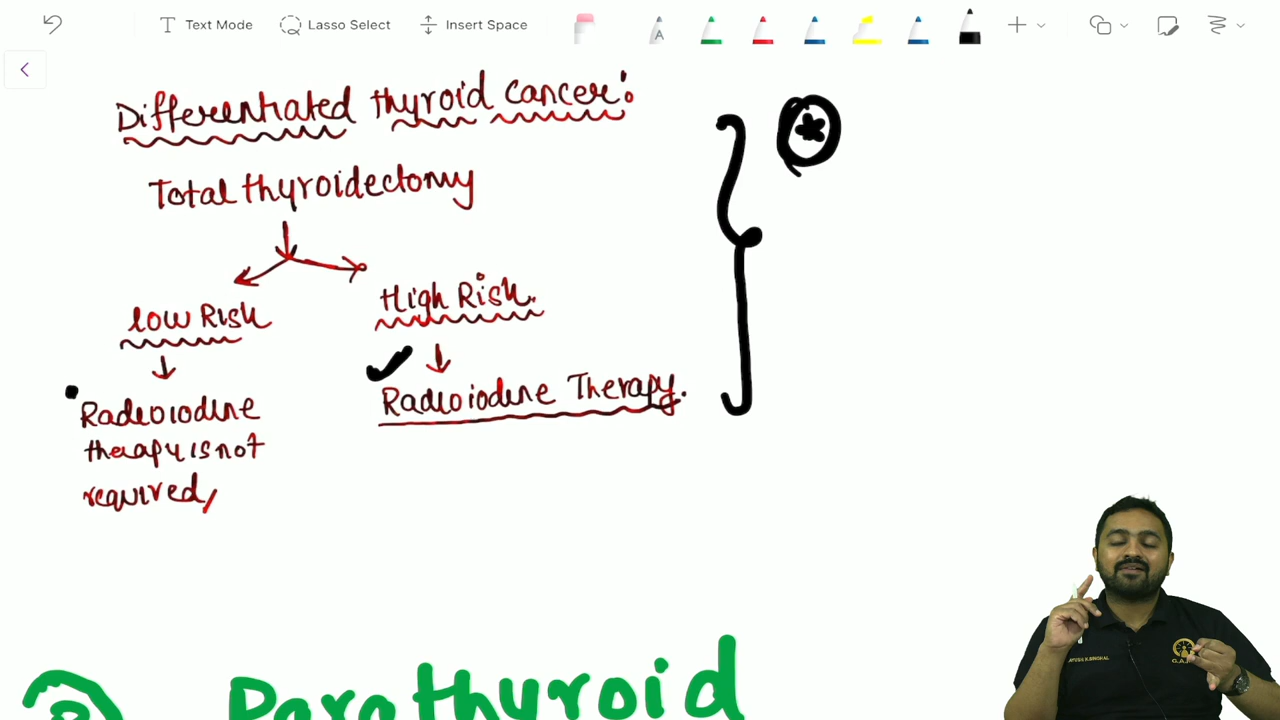 Text Mode
Lasso Select
Insert Space
A
Differentiated thyroid cancer:
Total thyroidectomy
low Risk
High Risk.
Radioiodine Therapy.
Radioiodine
therapy is not
required,
Parathyroid